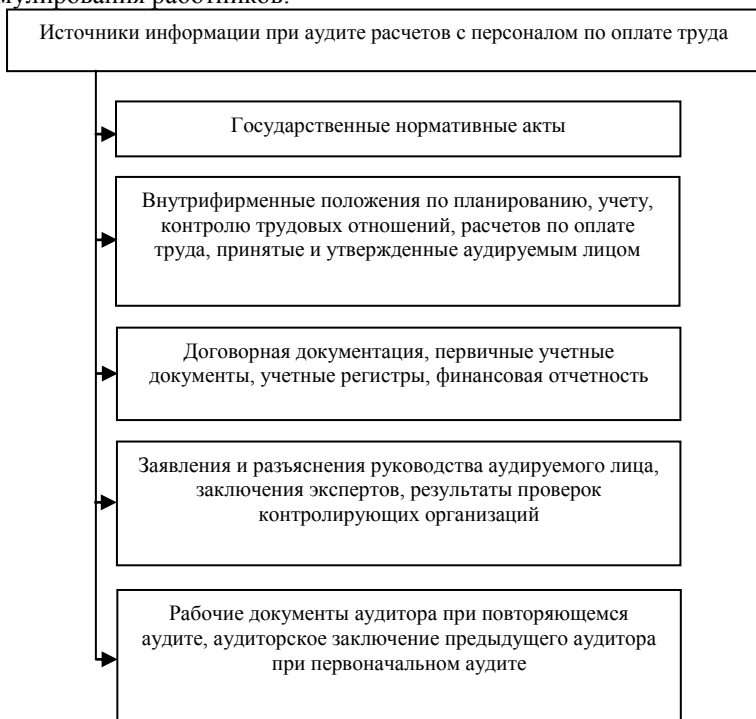 работников.
Источники информации при аудите расчетов с персоналом по оплате труда
Государственные нормативные акты
Внутрифирменные положения по планированию, учету,
контролю трудовых отношений, расчетов по оплате
труда, принятые и утвержденные аудируемым лицом
Договорная документация, первичные учетные
документы, учетные регистры, финансовая отчетность
Заявления и разъяснения руководства аудируемого лица,
заключения экспертов, результаты проверок
контролирующих организаций
Рабочие документы аудитора при повторяющемся
аудите, аудиторское заключение предыдущего аудитора
при первоначальном аудите